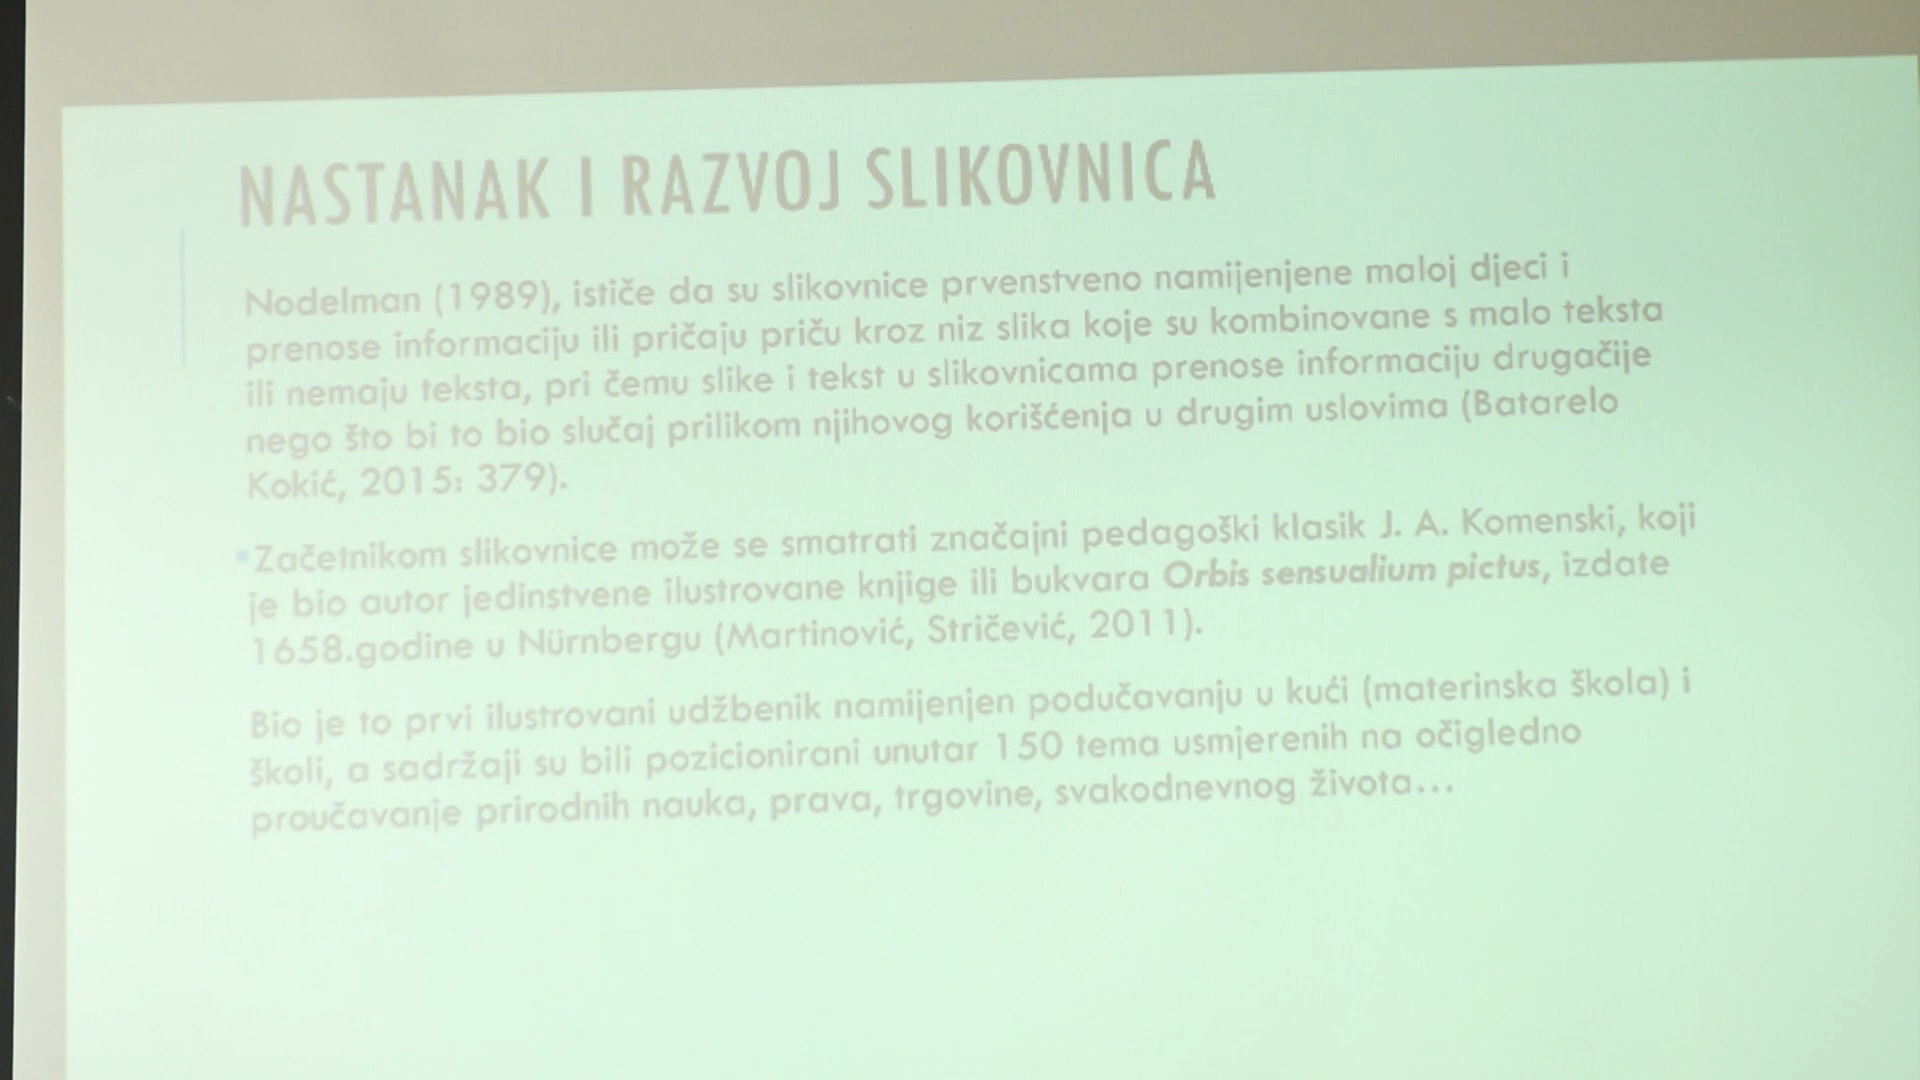 NASTANAK I RAZVOJ SLIKOVNICA
Nodelman (1989), ističe da su slikovnice prvenstveno namijenjene maloj djeci i
prenose informaciju ili pričaju priču kroz niz slika koje su kombinovane s malo teksta
ili nemaju teksta, pri čemu slike i tekst u slikovnicama prenose informaciju drugačije
nego što bi to bio slučaj prilikom njihovog korišćenja u drugim uslovima (Batarelo
Kokić, 2015: 379).
•Začetnikom slikovnice može se smatrati značajni pedagoški klasik J. A. Komenski, koji
je bio autor jedinstvene ilustrovane knjige ili bukvara Orbis sensualium pictus, izdate
1658.godine u Nürnbergu (Martinović, Stričević, 2011).
Bio je to prvi ilustrovani udžbenik namijenjen podučavanju u kući (materinska škola) i
školi, a sadržaji su bili pozicionirani unutar 150 tema usmjerenih na očigledno
proučavanje prirodnih nauka, prava, trgovine, svakodnevnog života...